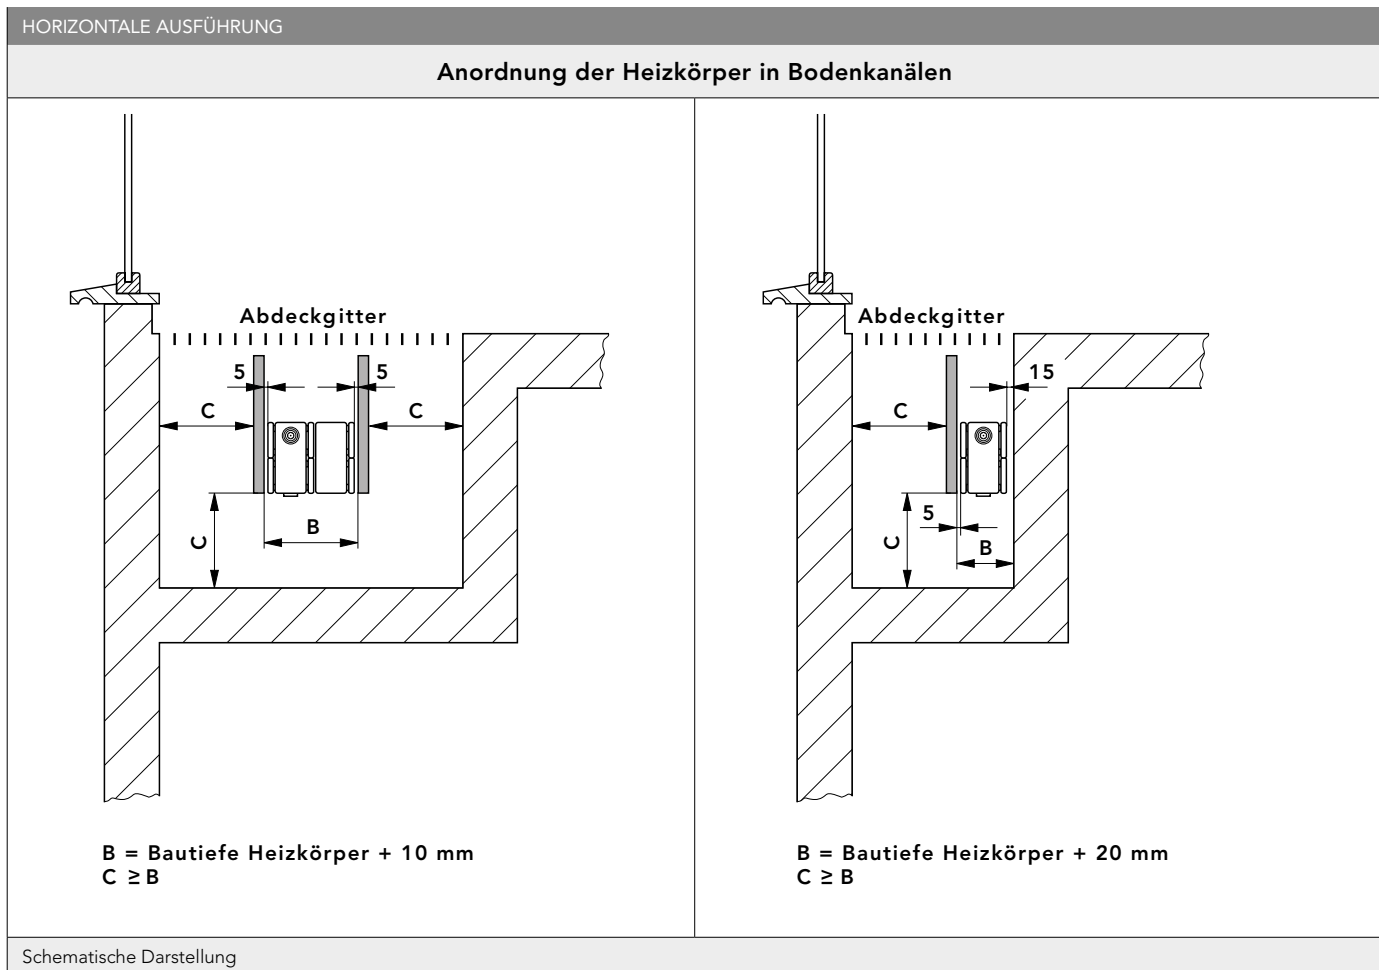 HORIZONTALE AUSFÜHRUNG
Anordnung der Heizkörper in Bodenkanälen
Abdeckgitter
5
5
C
C
B
C
B = Bautiefe Heizkörper + 10 mm
C ≥ B
Abdeckgitter
15
C
5
B
C
B = Bautiefe Heizkörper + 20 mm
C ≥ B
Schematische Darstellung